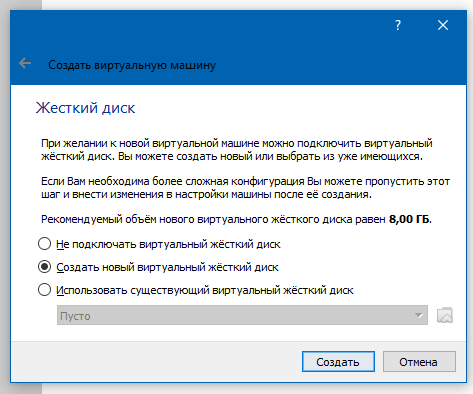 ?
Создать виртуальную машину
Жесткий диск
При желании к новой виртуальной машине можно подключить виртуальный
жёсткий диск. Вы можете создать новый или выбрать из уже имеющихся.
Если Вам необходима более сложная конфигурация Вы можете пропустить этот
шаг и внести изменения в настройки машины после её создания.
Рекомендуемый объём нового виртуального жёсткого диска равен 8,00 ГБ.
Не подключать виртуальный жёсткий диск
Создать новый виртуальный жёсткий диск
Использовать существующий виртуальный жёсткий диск
Пусто
Создать
Отмена